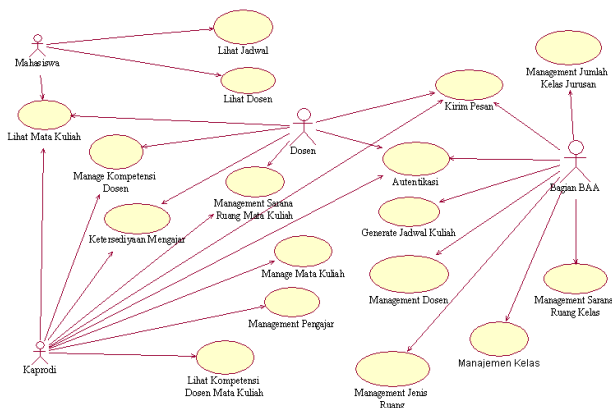 Mahasiswa
Lihat Jadwal
Lihat Dosen
Lihat Mata Kuliah
Dosen
Kirim Pesan
Management Jumlah
Kelas Jurusan
Manage Kompetensi
Dosen
Management Sarana
Ruang Mata Kuliah
Autentikasi
Bagian BAA
Ketersediyaan Mengajar
Generate Jadwal Kuliah
Manage Mata Kuliah
Management Dosen
Management Sarana
Ruang Kelas
Management Pengajar
Manajemen Kelas
Kaprodi
Lihat Kompetensi
Dosen Mata Kuliah
Management Jenis
Ruang